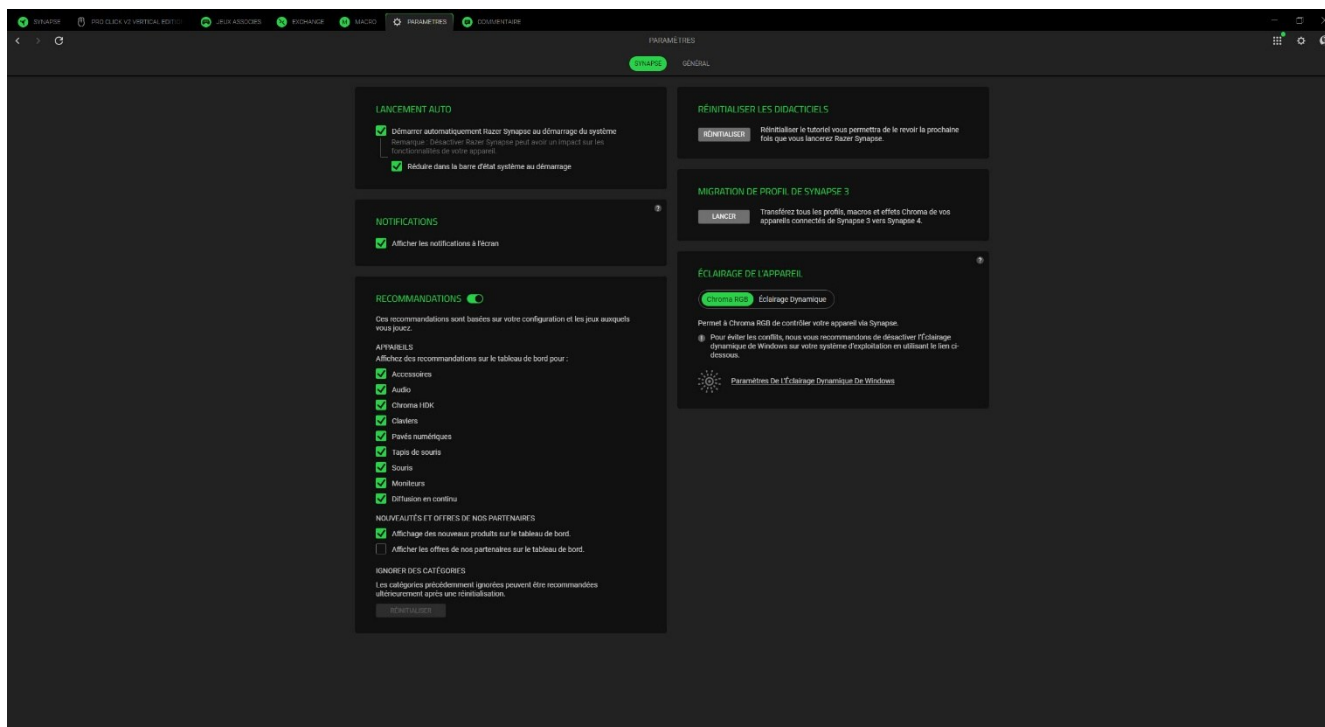 SYNAPSE
PRO CLICK V2 VERTICAL EDITIO
JEUX ASSOCIÉS
EXCHANGE
MACRO
PARAMÈTRES
COMMENTAIRE
PARAMÈTRES
SYNAPSE
GÉNÉRAL
LANCEMENT AUTO
Démarrer automatiquement Razer Synapse au démarrage du système
Remarque : Désactiver Razer Synapse peut avoir un impact sur les
fonctionnalités de votre appareil.
Réduire dans la barre d'état système au démarrage
NOTIFICATIONS
Afficher les notifications à l'écran
RECOMMANDATIONS
Ces recommandations sont basées sur votre configuration et les jeux auxquels
vous jouez.
APPAREILS
Affichez des recommandations sur le tableau de bord pour :
Accessoires
Audio
Chroma HDK
Claviers
Pavés numériques
Tapis de souris
Souris
Moniteurs
Diffusion en continu
NOUVEAUTÉS ET OFFRES DE NOS PARTENAIRES
Affichage des nouveaux produits sur le tableau de bord.
Afficher les offres de nos partenaires sur le tableau de bord.
IGNORER DES CATÉGORIES
Les catégories précédemment ignorées peuvent être recommandées
ultérieurement après une réinitialisation.
RÉINITIALISER
RÉINITIALISER LES DIDACTICIELS
RÉINITIALISER
Réinitialiser le tutoriel vous permettra de le revoir la prochaine
fois que vous lancerez Razer Synapse.
MIGRATION DE PROFIL DE SYNAPSE 3
LANCER
Transférez tous les profils, macros et effets Chroma de vos
appareils connectés de Synapse 3 vers Synapse 4.
ÉCLAIRAGE DE L'APPAREIL
Chroma RGB
Éclairage Dynamique
Permet à Chroma RGB de contrôler votre appareil via Synapse.
Pour éviter les conflits, nous vous recommandons de désactiver l'Éclairage
dynamique de Windows sur votre système d'exploitation en utilisant le lien ci-
dessous.
Paramètres De L'Éclairage Dynamique De Windows